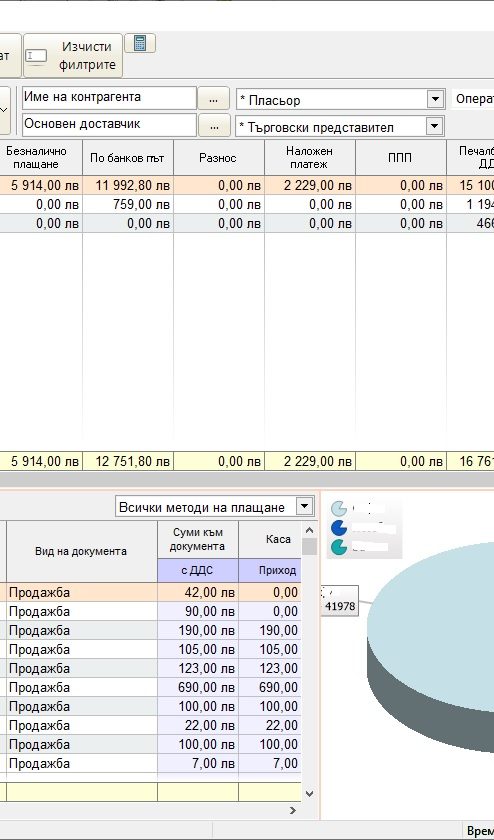 ат
Изчисти
филтрите
Име на контрагента
...
* Пласьор
Операт
Основен доставчик
...
* Търговски представител
Безналично плащане
По банков път
Разнос
Наложен платеж
ППП
Печалб
ДД
5 914,00 лв 11 992,80 лв 0,00 лв 2 229,00 лв 0,00 лв 15 100
0,00 лв 759,00 лв 0,00 лв 0,00 лв 0,00 лв 1 194
0,00 лв 0,00 лв 0,00 лв 0,00 лв 0,00 лв 466
5 914,00 лв 12 751,80 лв 0,00 лв 2 229,00 лв 0,00 лв 16 761
Всички методи на плащане
Вид на документа
Суми към документа
Каса
с ДДС Приход
Продажба 42,00 лв 0,00
Продажба 90,00 лв 0,00
Продажба 190,00 лв 190,00
Продажба 105,00 лв 105,00
Продажба 123,00 лв 123,00
Продажба 690,00 лв 690,00
Продажба 100,00 лв 100,00
Продажба 22,00 лв 22,00
Продажба 100,00 лв 100,00
Продажба 7,00 лв 7,00
41978
Врем